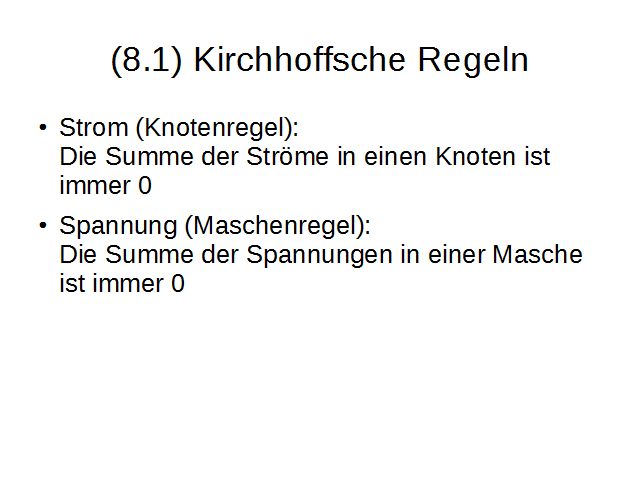 (8.1) Kirchhoffsche Regeln
• Strom (Knotenregel):
Die Summe der Ströme in einen Knoten ist
immer 0
• Spannung (Maschenregel):
Die Summe der Spannungen in einer Masche
ist immer 0